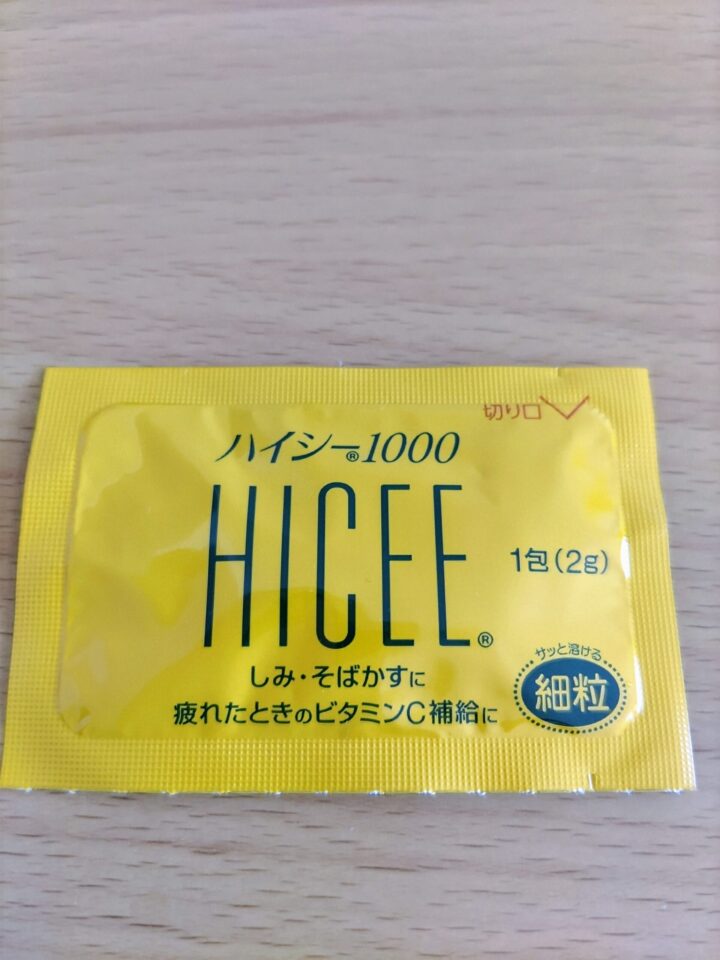 切り口
ハイシー®1000
HICEE®
1包(2g)
しみ・そばかすに
疲れたときのビタミンC補給に
サッと溶ける
細粒